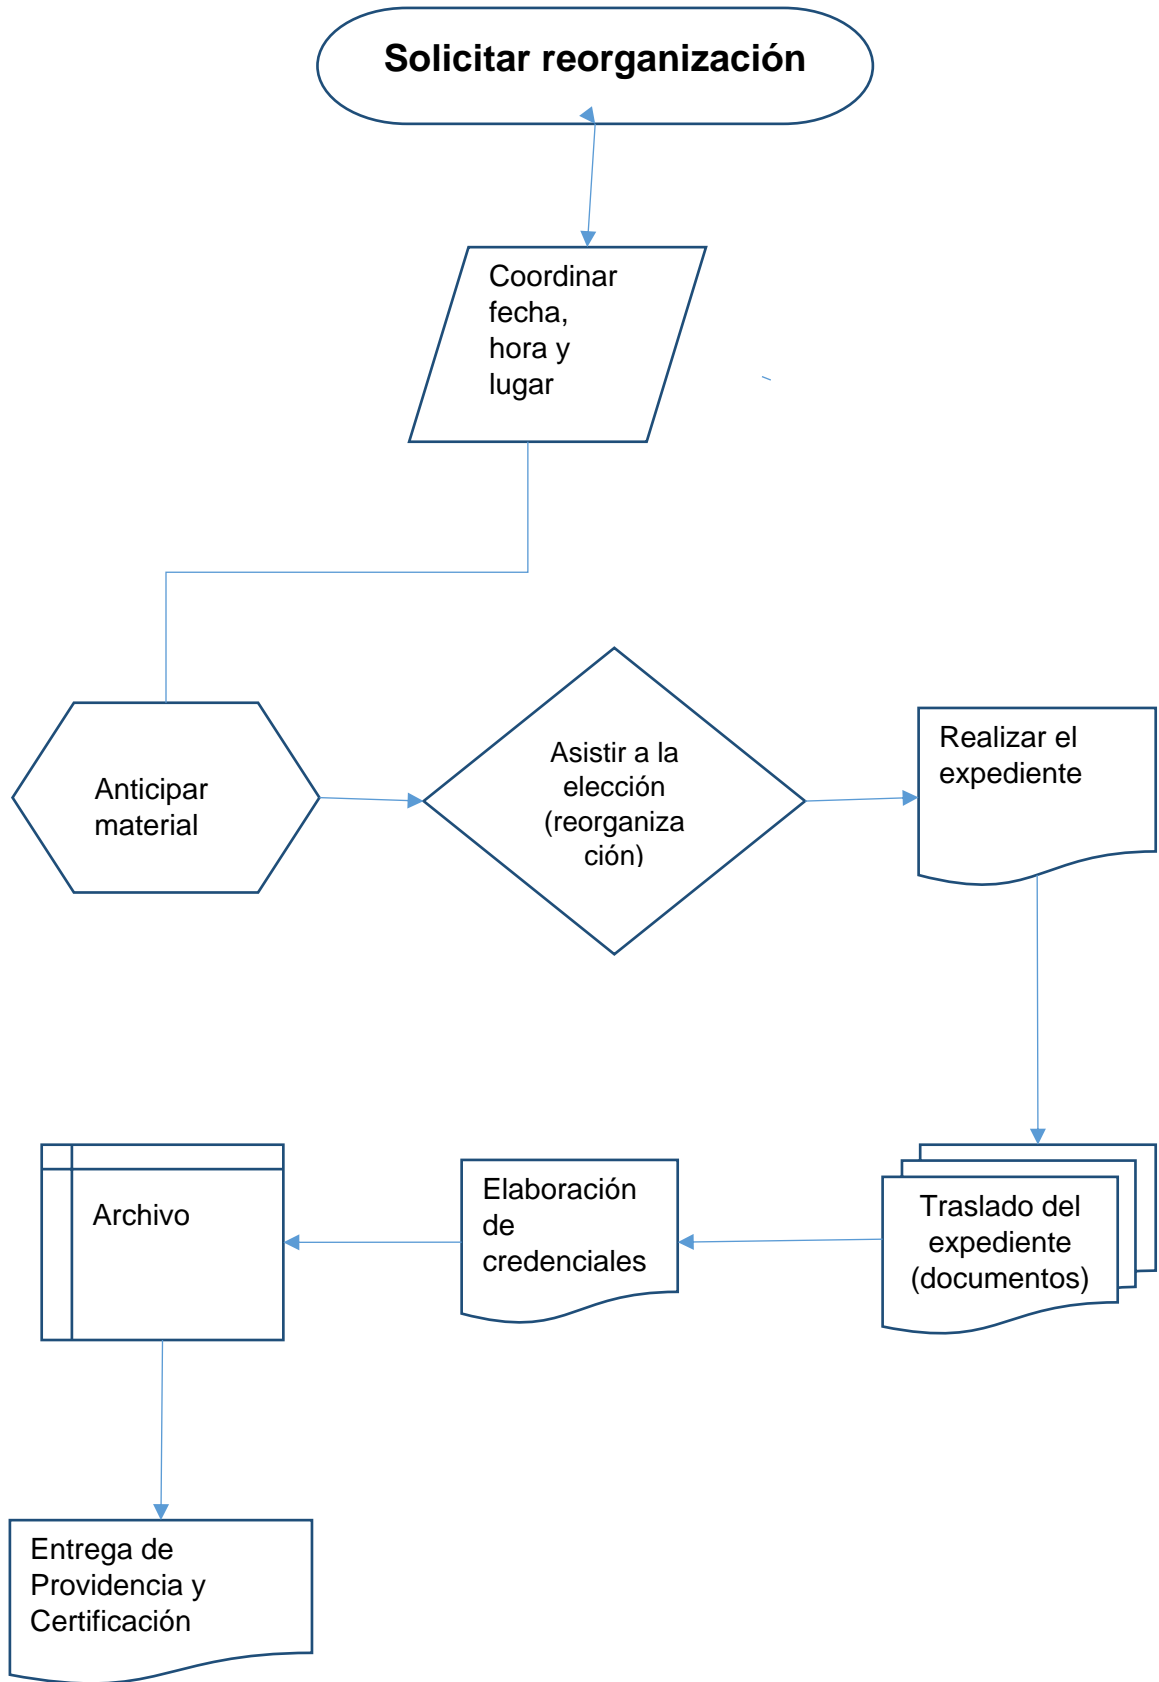 Solicitar reorganización
Coordinar
fecha,
hora y
lugar
Anticipar
material
Asistir a la
elección
(reorganiza
ción)
Realizar el
expediente
Traslado del
expediente
(documentos)
Elaboración
de
credenciales
Archivo
Entrega de
Providencia y
Certificación